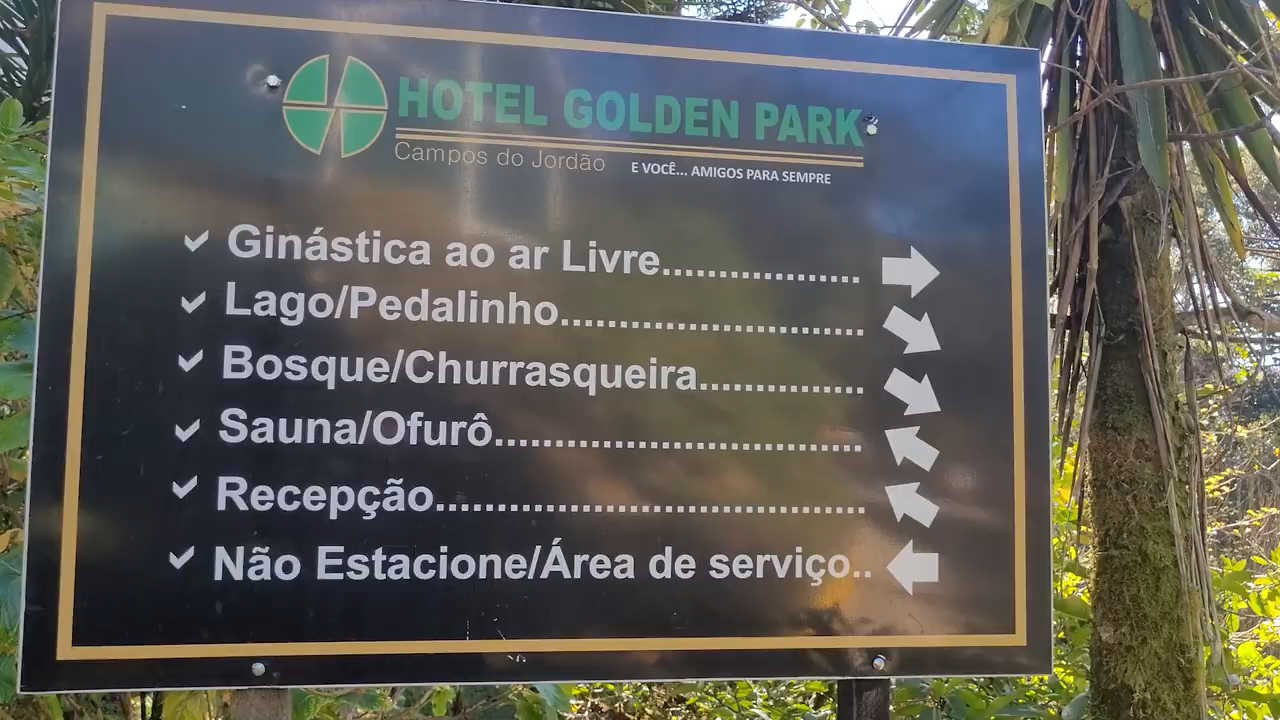 HOTEL GOLDEN PARK
Campos do Jordão E VOCÊ... AMIGOS PARA SEMPRE
Ginástica ao ar Livre.................
Lago/Pedalinho..........................
Bosque/Churrasqueira..............
Sauna/Ofurô...............................
Recepção....................................
Não Estacione/Área de serviço..